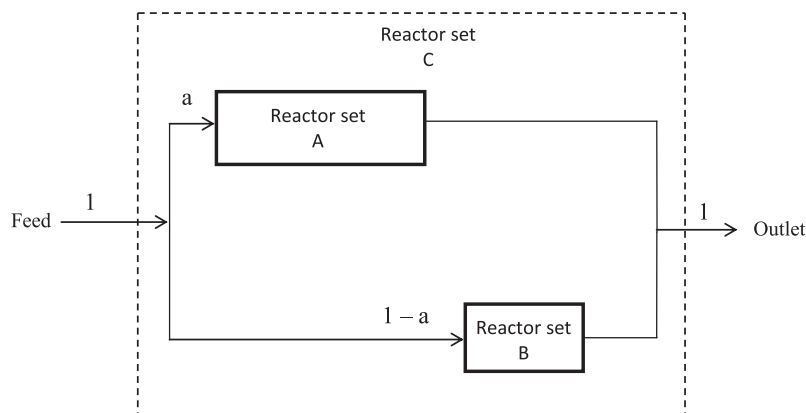 Reactor set
C
a
Reactor set
A
1
Feed
1
Outlet
1 – a
Reactor set
B